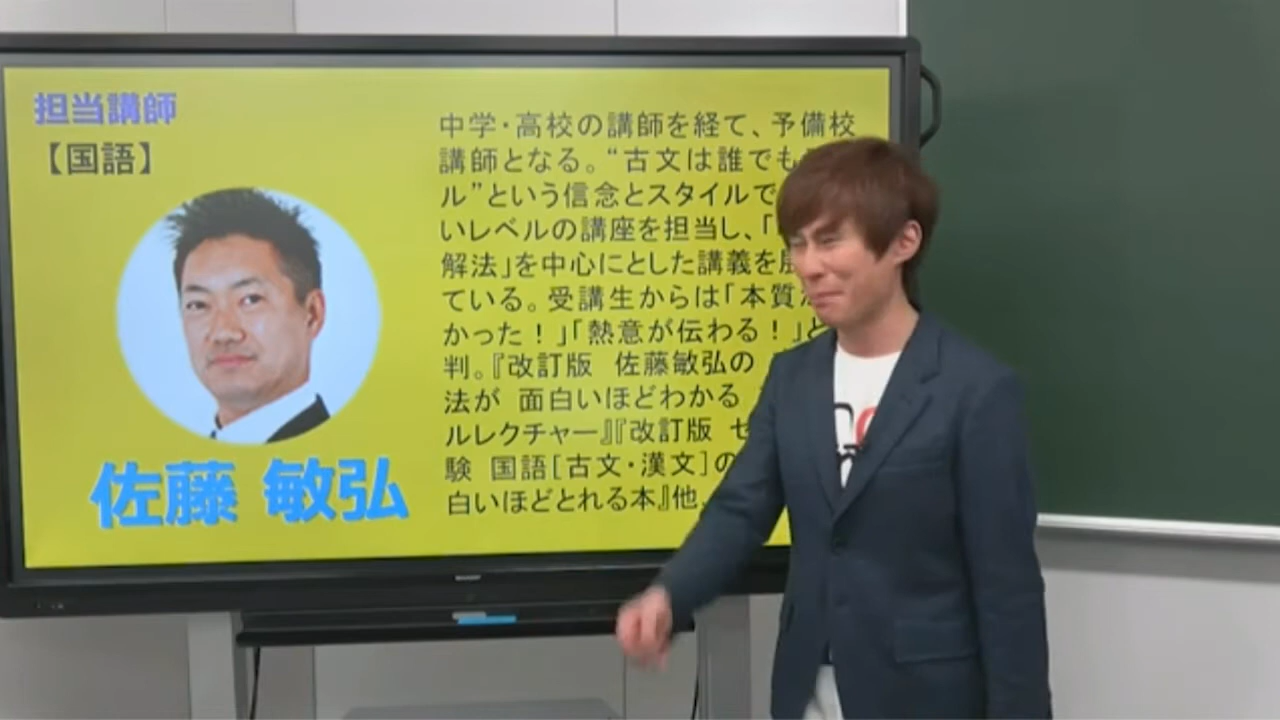 担当講師
【国語】
佐藤 敏弘
中学・高校の講師を経て、予備校
講師となる。“古文は誰でも
ル”という信念とスタイルで
いレベルの講座を担当し、「
解法」を中心にとした講義を展
ている。受講生からは「本質が
かった！」「熱意が伝わる！」と
判。『改訂版 佐藤敏弘の
法が 面白いほどわかる
ルレクチャー』『改訂版 セ
験 国語[古文・漢文]の
白いほどとれる本』他